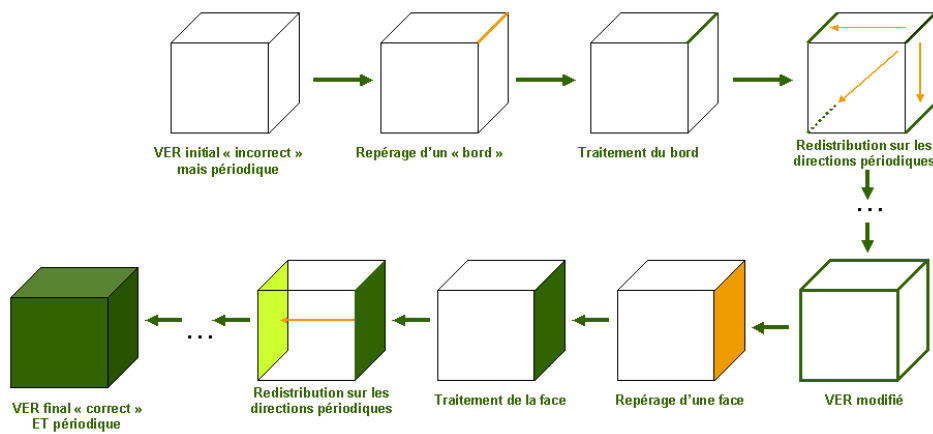 VER initial « incorrect »
mais périodique
Repérage d'un « bord »
Traitement du bord
Redistribution sur les
directions périodiques
...
VER modifié
Repérage d'une face
Traitement de la face
Redistribution sur les
directions périodiques
...
VER final « correct »
ET périodique